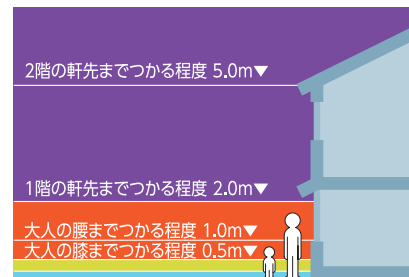 2階の軒先までつかる程度 5.0m▼
1階の軒先までつかる程度 2.0m▼
大人の腰までつかる程度 1.0m▼
大人の膝までつかる程度 0.5m▼